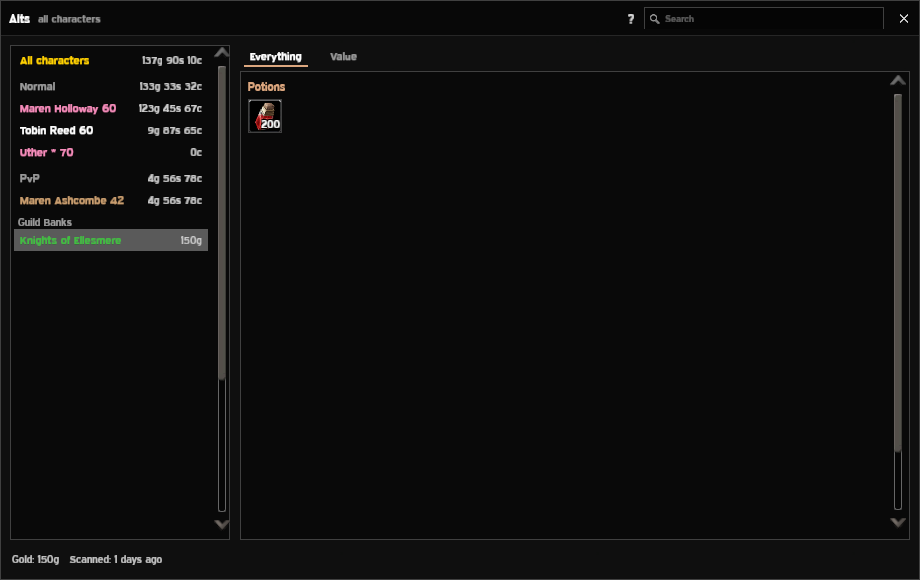 Alts all characters ? Search
All characters 137g 90s 10c
Normal 133g 33s 32c
Maren Holloway 60 123g 45s 67c
Tobin Reed 60 9g 87s 65c
Uther * 70 0c
PvP 4g 56s 78c
Maren Ashcombe 42 4g 56s 78c
Guild Banks
Knights of Ellesmere 150g
Everything Value
Potions
200
Gold: 150g Scanned: 1 days ago